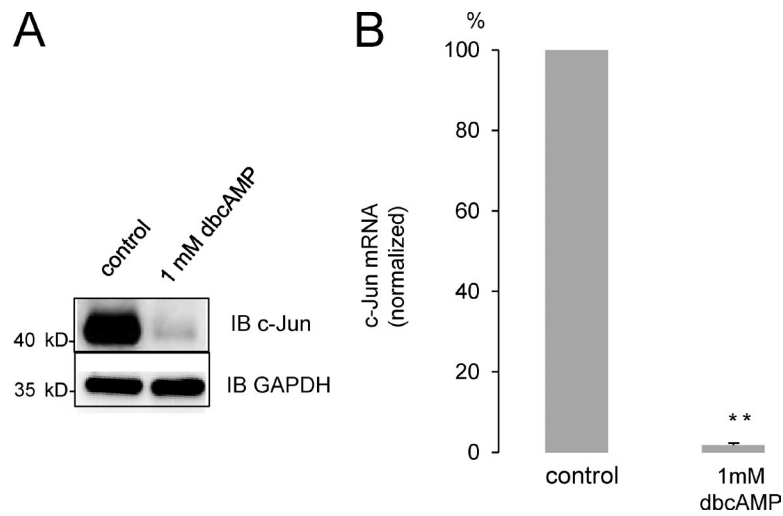 A
control
1 mM dbcAMP
40 kD
IB c-Jun
35 kD
IB GAPDH
B
%
100
80
60
40
20
0
c-Jun mRNA
(normalized)
**
control
1mM
dbcAMP